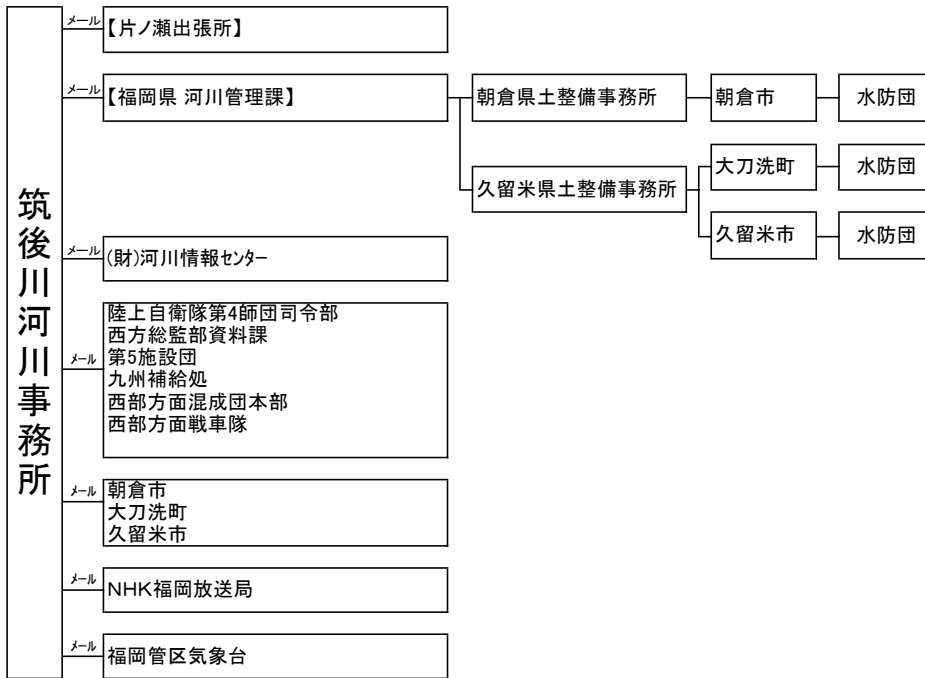 筑後川河川事務所
メール
【片ノ瀬出張所】
メール
【福岡県 河川管理課】
朝倉県土整備事務所
朝倉市
水防団
久留米県土整備事務所
大刀洗町
水防団
久留米市
水防団
メール
(財)河川情報センター
メール
陸上自衛隊第4師団司令部
西方総監部資料課
第5施設団
九州補給処
西部方面混成団本部
西部方面戦車隊
メール
朝倉市
大刀洗町
久留米市
メール
NHK福岡放送局
メール
福岡管区気象台